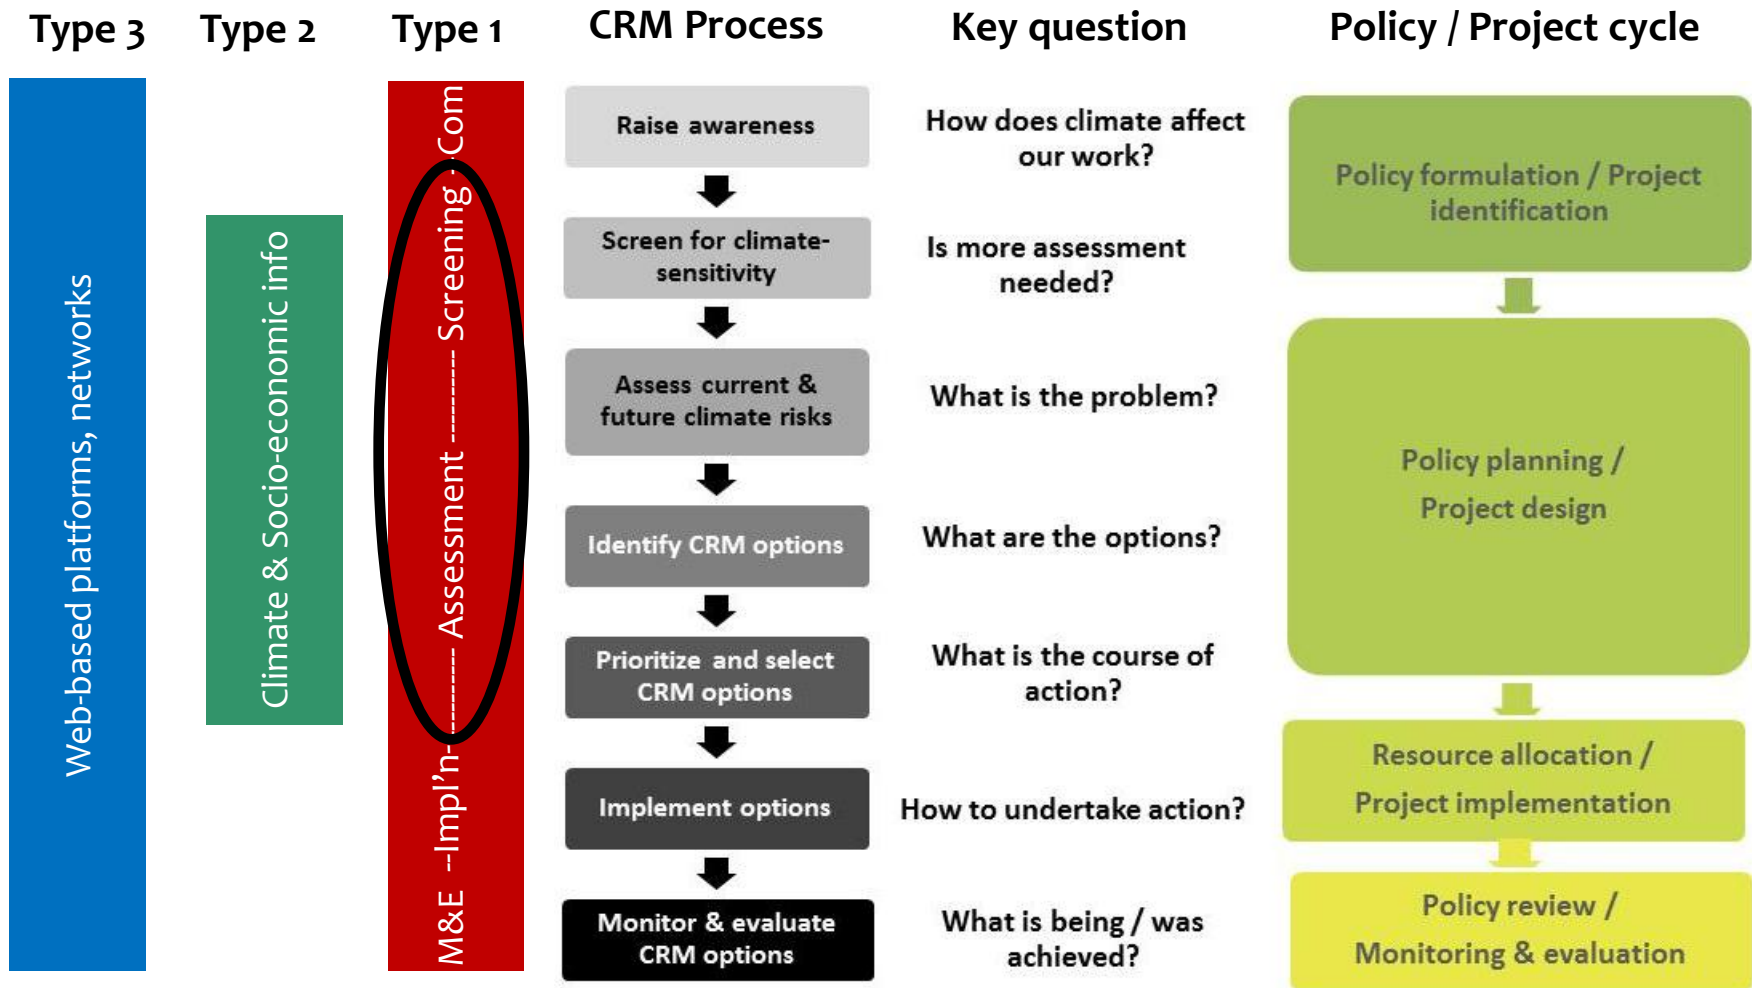 Type 3
Type 2
Type 1
CRM Process
Key question
Policy / Project cycle
Web-based platforms, networks
Climate & Socio-economic info
M&E --Impl'n------------ Assessment ----------- Screening --Com
Raise awareness
Screen for climate-
sensitivity
Assess current &
future climate risks
Identify CRM options
Prioritize and select
CRM options
Implement options
Monitor & evaluate
CRM options
How does climate affect
our work?
Is more assessment
needed?
What is the problem?
What are the options?
What is the course of
action?
How to undertake action?
What is being / was
achieved?
Policy formulation / Project
identification
Policy planning /
Project design
Resource allocation /
Project implementation
Policy review /
Monitoring & evaluation